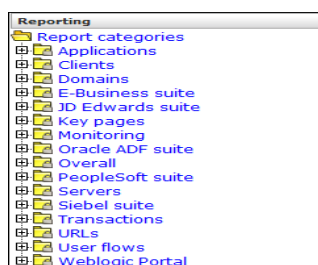 Reporting
Report categories
Applications
Clients
Domains
E-Business suite
JD Edwards suite
Key pages
Monitoring
Oracle ADF suite
Overall
PeopleSoft suite
Servers
Siebel suite
Transactions
URLs
User flows
Weblogic Portal